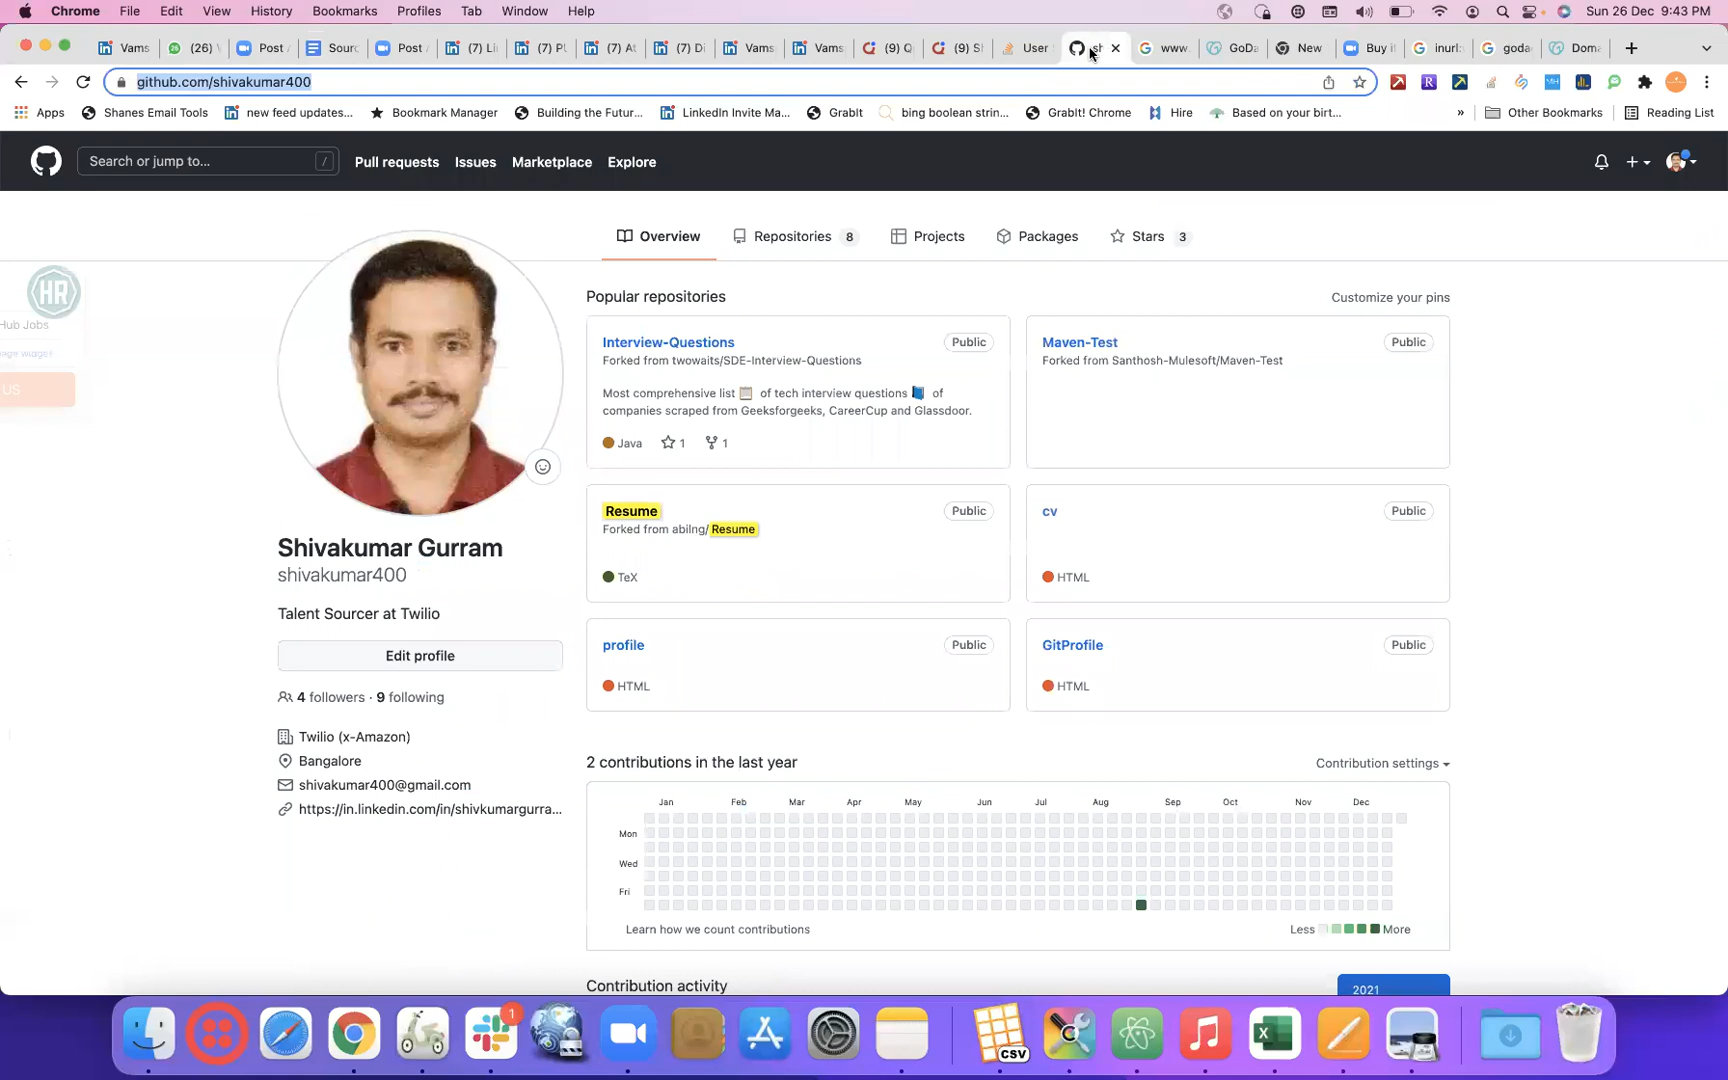 Chrome File Edit View History Bookmarks Profiles Tab Window Help Sun 26 Dec 9:43 PM
Vams (26) Post Sourc Post (7) Li (7) (7) (7) Vams Vams (9) (9) User www. GoDa New Buy i inurl: goda Doma
github.com/shivakumar400
Apps Shanes Email Tools new feed updates... Bookmark Manager Building the Futur... LinkedIn Invite Ma... GrabIt bing boolean strin... GrabIt! Chrome Hire Based on your birt... » Other Bookmarks Reading List
Search or jump to... / Pull requests Issues Marketplace Explore
Overview Repositories 8 Projects Packages Stars 3
HR
Hub Jobs
US
Popular repositories Customize your pins
Interview-Questions Public
Forked from twowaits/SDE-Interview-Questions
Most comprehensive list of tech interview questions of
companies scraped from Geeksforgeeks, CareerCup and Glassdoor.
Java 1 1
Maven-Test Public
Forked from Santhosh-Mulesoft/Maven-Test
Resume Public
Forked from abilng/Resume
TeX
cv Public
HTML
profile Public
HTML
GitProfile Public
HTML
Shivakumar Gurram
shivakumar400
Talent Sourcer at Twilio
Edit profile
4 followers · 9 following
Twilio (x-Amazon)
Bangalore
shivakumar400@gmail.com
https://in.linkedin.com/in/shivkumargurra...
2 contributions in the last year Contribution settings
Jan Feb Mar Apr May Jun Jul Aug Sep Oct Nov Dec
Mon
Wed
Fri
Learn how we count contributions Less More
Contribution activity 2021
1
CSV